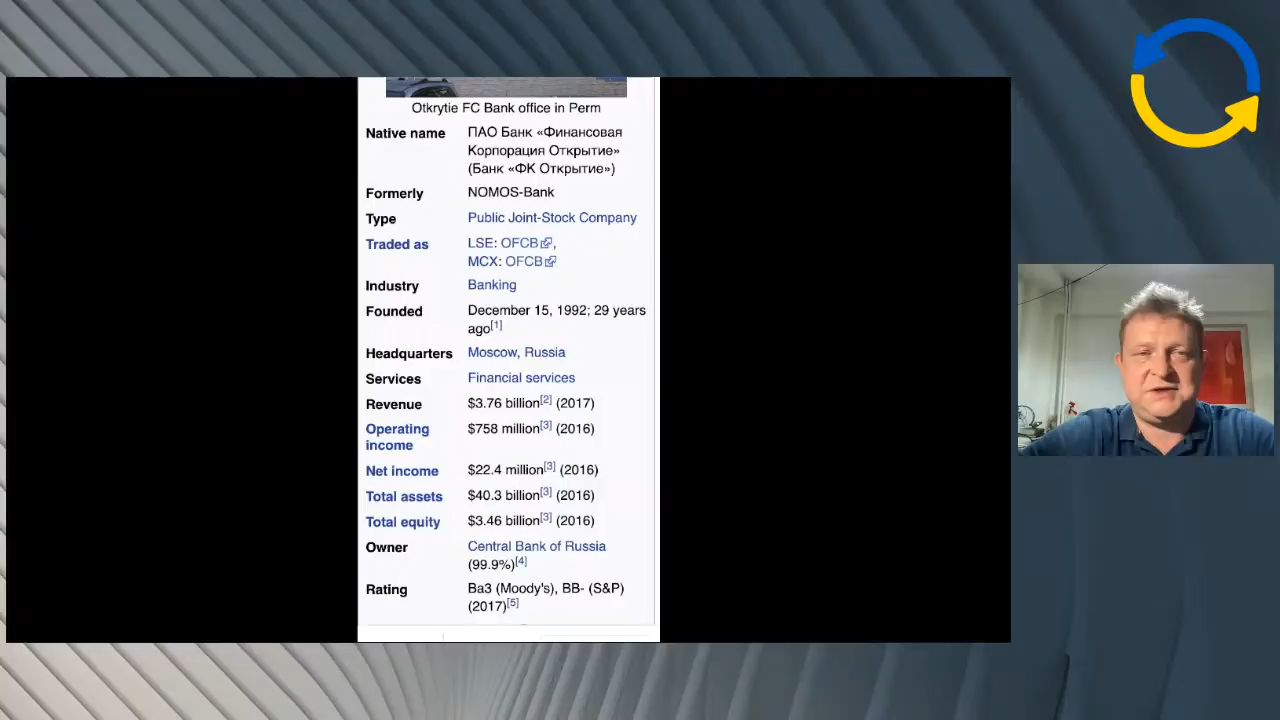 Otkrytie FC Bank office in Perm
Native name ПАО Банк «Финансовая
Корпорация Открытие»
(Банк «ФК Открытие»)
Formerly NOMOS-Bank
Type Public Joint-Stock Company
Traded as LSE: OFCB,
MCX: OFCB
Industry Banking
Founded December 15, 1992; 29 years
ago[1]
Headquarters Moscow, Russia
Services Financial services
Revenue $3.76 billion[2] (2017)
Operating $758 million[3] (2016)
income
Net income $22.4 million[3] (2016)
Total assets $40.3 billion[3] (2016)
Total equity $3.46 billion[3] (2016)
Owner Central Bank of Russia
(99.9%)[4]
Rating Ba3 (Moody's), BB- (S&P)
(2017)[5]